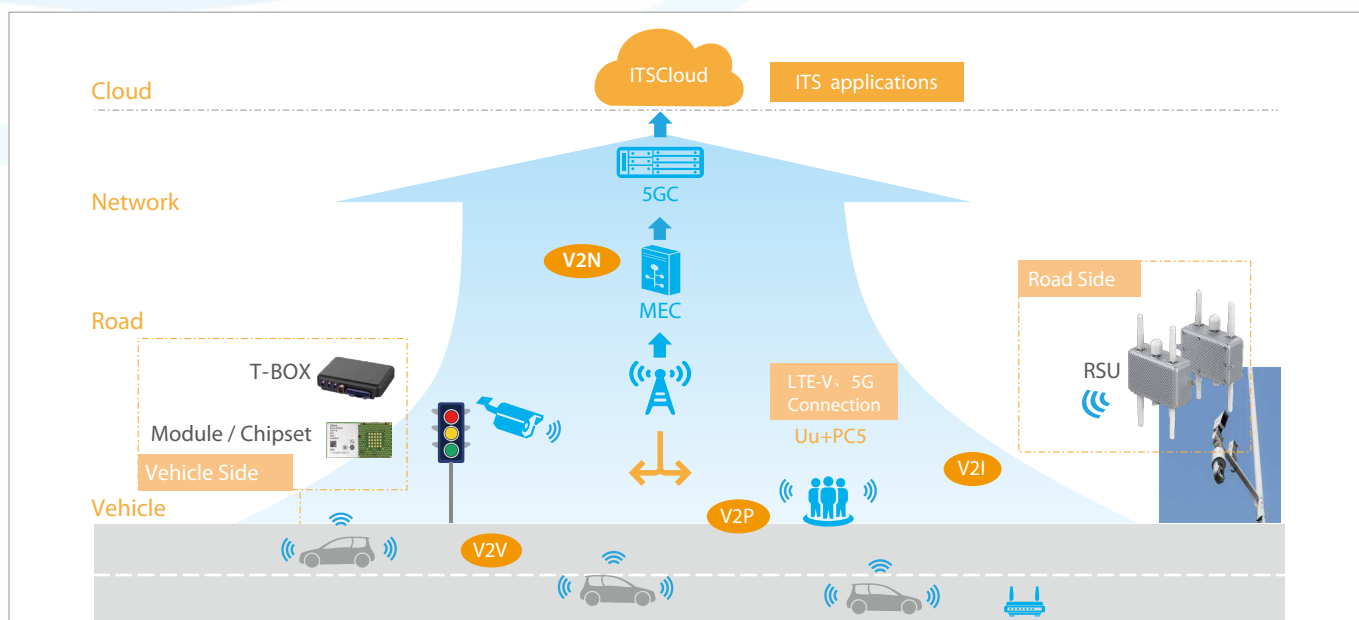 Cloud
ITSCloud
ITS applications
Network
5GC
V2N
MEC
Road Side
Road
T-BOX
RSU
LTE-V、5G
Connection
Uu+PC5
Module / Chipset
Vehicle Side
V2I
Vehicle
V2P
V2V